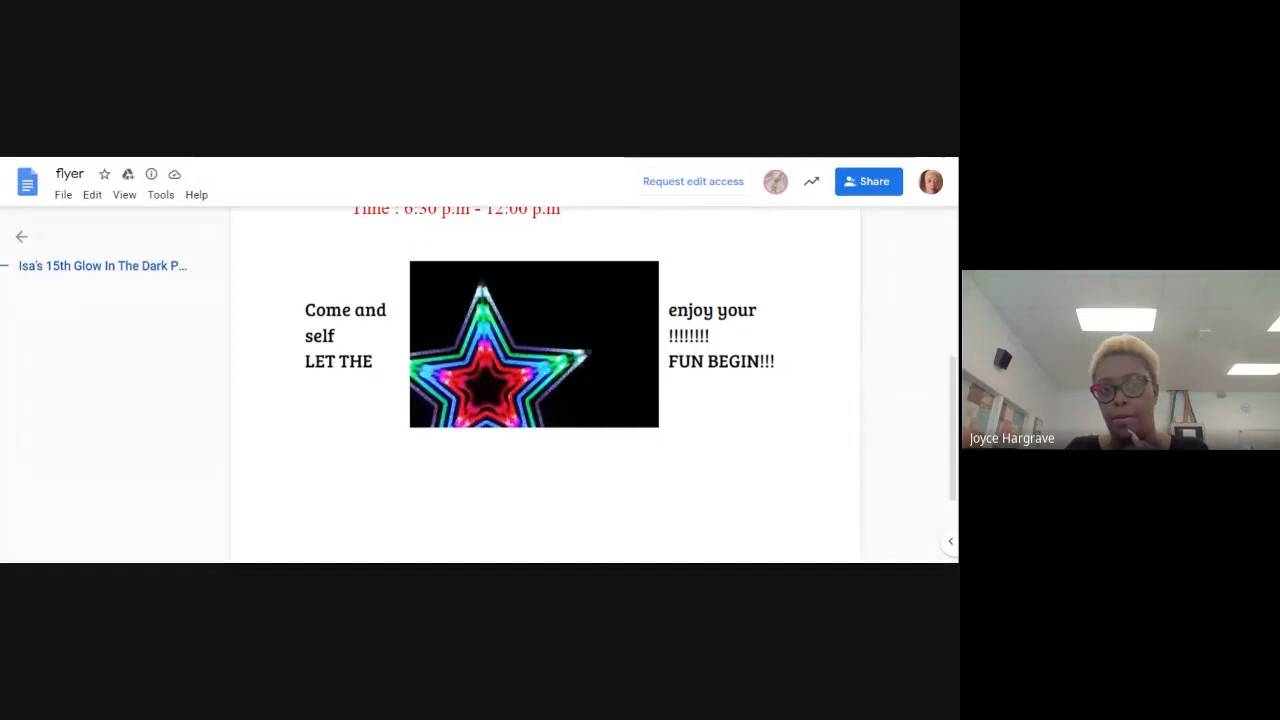 flyer
File Edit View Tools Help
Request edit access
Share
Time : 6:30 p.m - 12:00 p.m
Isa's 15th Glow In The Dark P...
Come and enjoy your
self !!!!!!!!
LET THE FUN BEGIN!!!
Joyce Hargrave